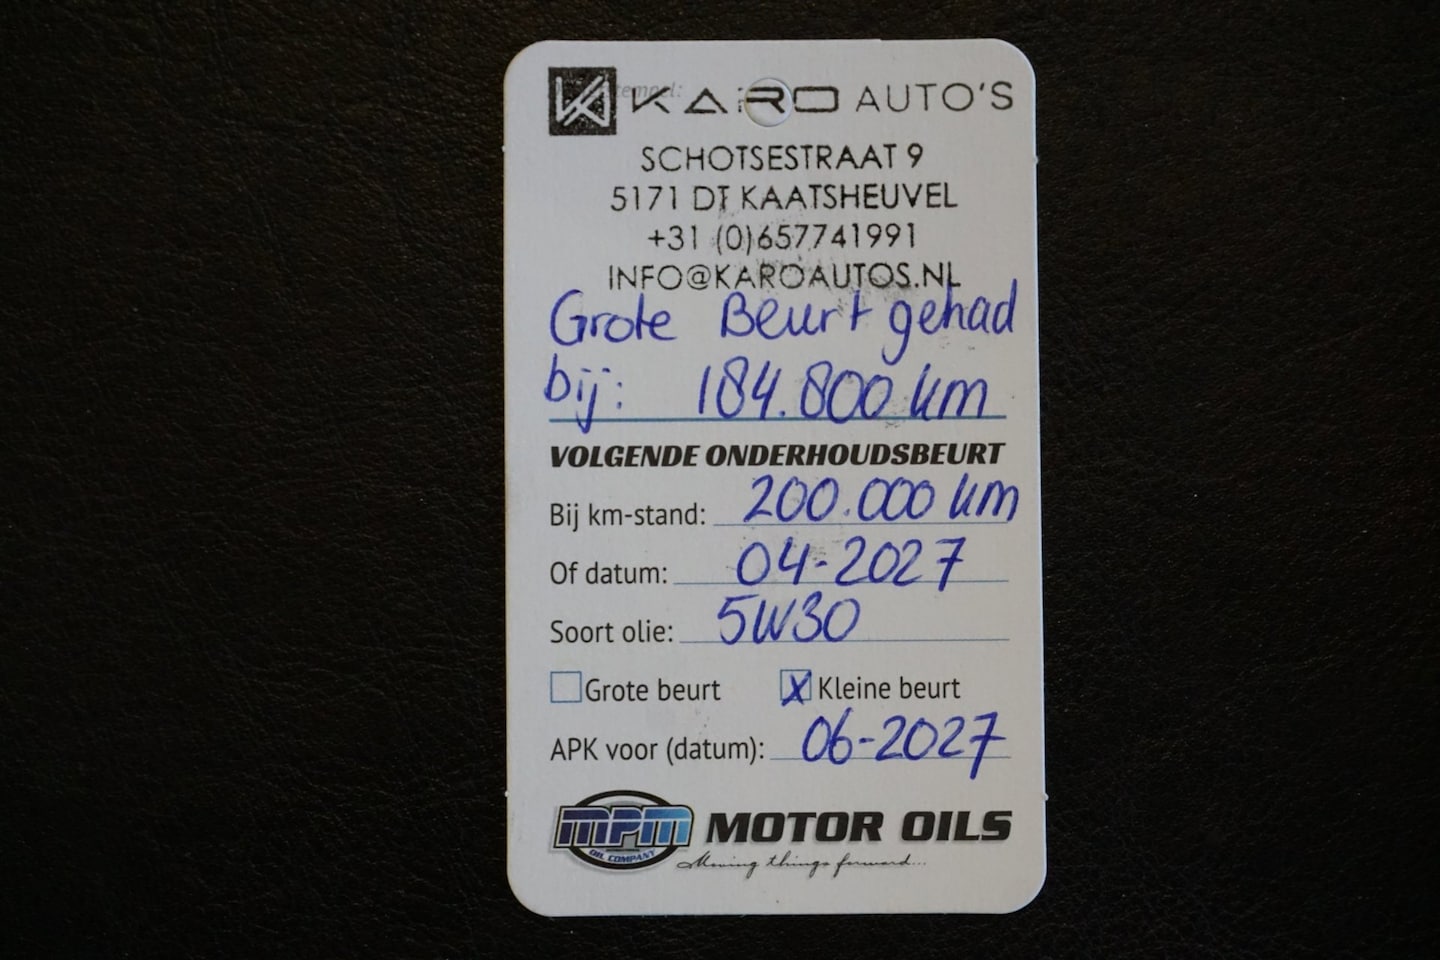 KARO AUTO'S
SCHOTSESTRAAT 9
5171 DT KAATSHEUVEL
+31 (0)657741991
INFO@KAROAUTOS.NL
Grote Beurt gehad
bij: 184.800 km
VOLGENDE ONDERHOUDSBEURT
Bij km-stand: 200.000 km
Of datum: 04-2027
Soort olie: 5W30
Grote beurt X Kleine beurt
APK voor (datum): 06-2027
MPM MOTOR OILS
OIL COMPANY
Moving things forward...